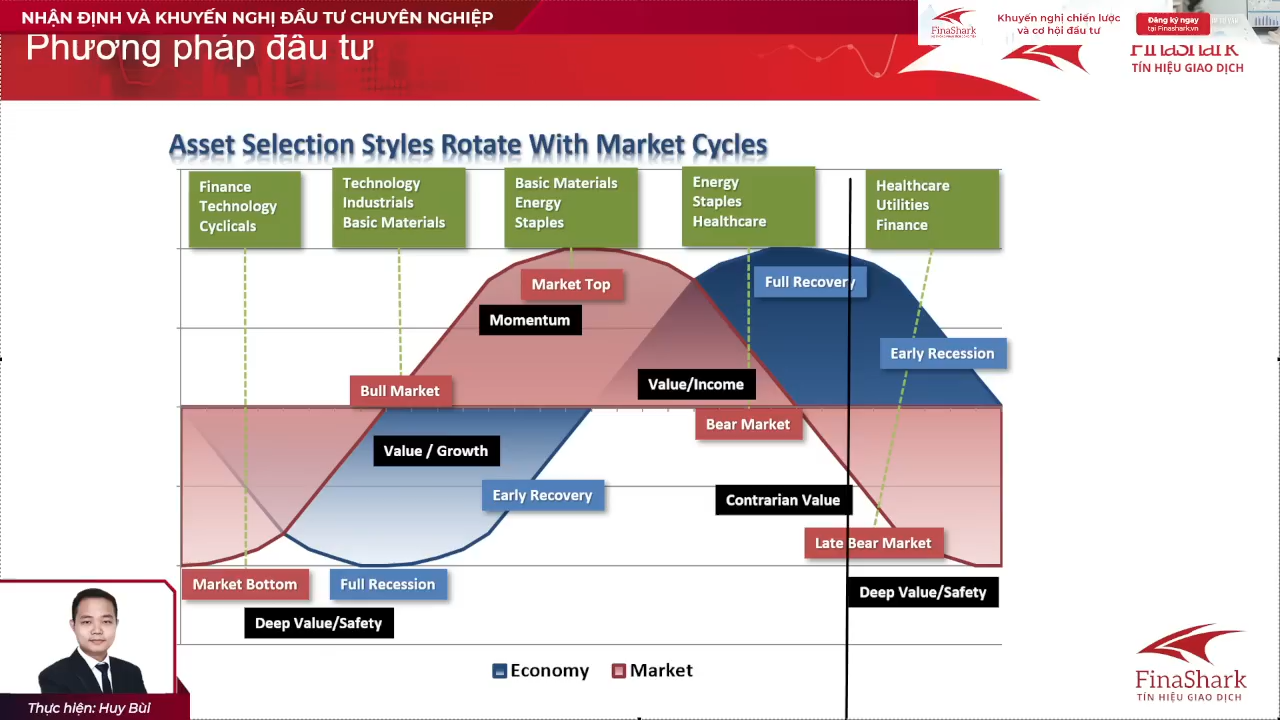 NHẬN ĐỊNH VÀ KHUYẾN NGHỊ ĐẦU TƯ CHUYÊN NGHIỆP
Phương pháp đầu tư
FinaShark
Khuyến nghị chiến lược
và cơ hội đầu tư
Đăng ký ngay
tại Finashark.vn
FinaShark
TÍN HIỆU GIAO DỊCH
Asset Selection Styles Rotate With Market Cycles
Finance
Technology
Cyclicals
Technology
Industrials
Basic Materials
Basic Materials
Energy
Staples
Energy
Staples
Healthcare
Healthcare
Utilities
Finance
Market Top
Full Recovery
Momentum
Early Recession
Value/Income
Bull Market
Bear Market
Value / Growth
Early Recovery
Contrarian Value
Late Bear Market
Market Bottom
Full Recession
Deep Value/Safety
Deep Value/Safety
Economy
Market
FinaShark
TÍN HIỆU GIAO DỊCH
Thực hiện: Huy Bùi